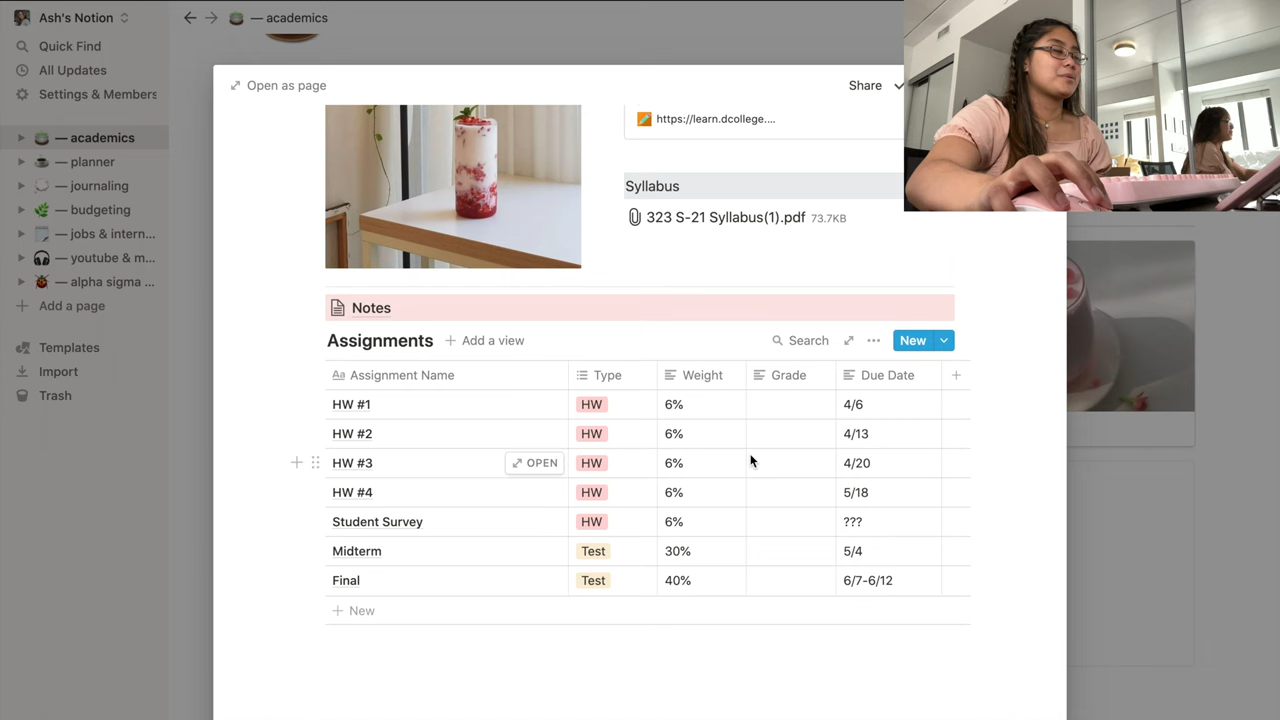 Ash's Notion
Quick Find
All Updates
Settings & Members
— academics
— planner
— journaling
— budgeting
— jobs & intern...
— youtube & m...
— alpha sigma ...
Add a page
Templates
Import
Trash
— academics
Open as page
Share
https://learn.dcollege....
Syllabus
323 S-21 Syllabus(1).pdf 73.7KB
Notes
Assignments + Add a view Search ... New
Aa Assignment Name Type Weight Grade Due Date +
HW #1 HW 6% 4/6
HW #2 HW 6% 4/13
HW #3 OPEN HW 6% 4/20
HW #4 HW 6% 5/18
Student Survey HW 6% ???
Midterm Test 30% 5/4
Final Test 40% 6/7-6/12
+ New